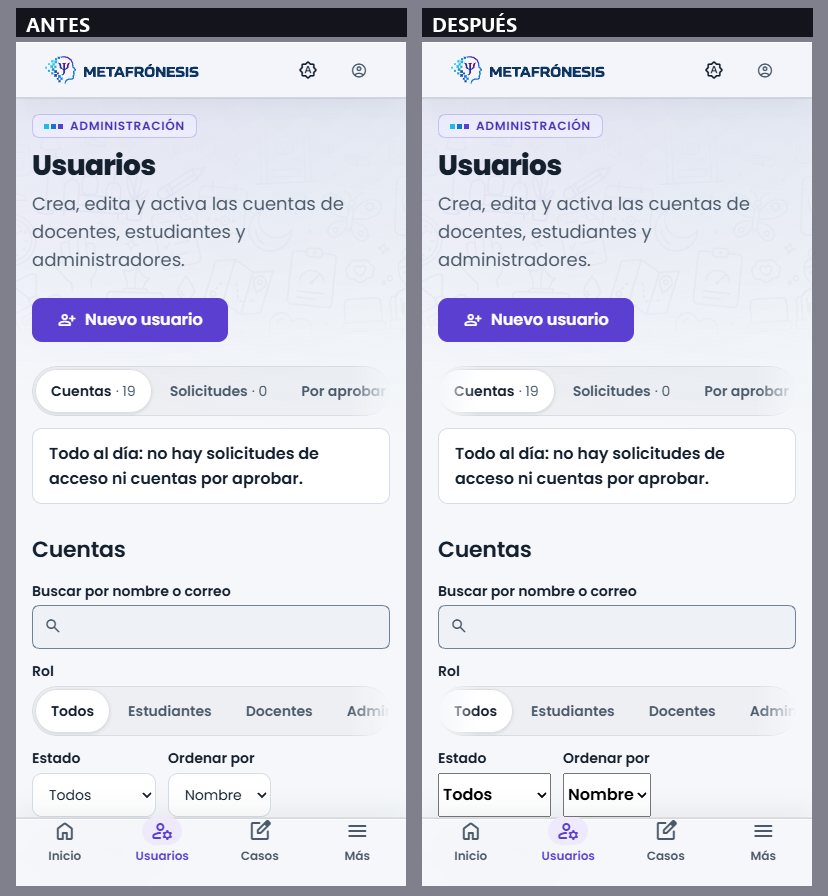 ANTES
METAFRÓNESIS
ADMINISTRACIÓN
Usuarios
Crea, edita y activa las cuentas de
docentes, estudiantes y
administradores.
Nuevo usuario
Cuentas · 19
Solicitudes · 0
Por aprobar
Todo al día: no hay solicitudes de
acceso ni cuentas por aprobar.
Cuentas
Buscar por nombre o correo
Rol
Todos
Estudiantes
Docentes
Admi
Estado
Ordenar por
Todos
Nombre
Inicio
Usuarios
Casos
Más
DESPUÉS
METAFRÓNESIS
ADMINISTRACIÓN
Usuarios
Crea, edita y activa las cuentas de
docentes, estudiantes y
administradores.
Nuevo usuario
Cuentas · 19
Solicitudes · 0
Por aprobar
Todo al día: no hay solicitudes de
acceso ni cuentas por aprobar.
Cuentas
Buscar por nombre o correo
Rol
Todos
Estudiantes
Docentes
Admin
Estado
Ordenar por
Todos
Nombre
Inicio
Usuarios
Casos
Más